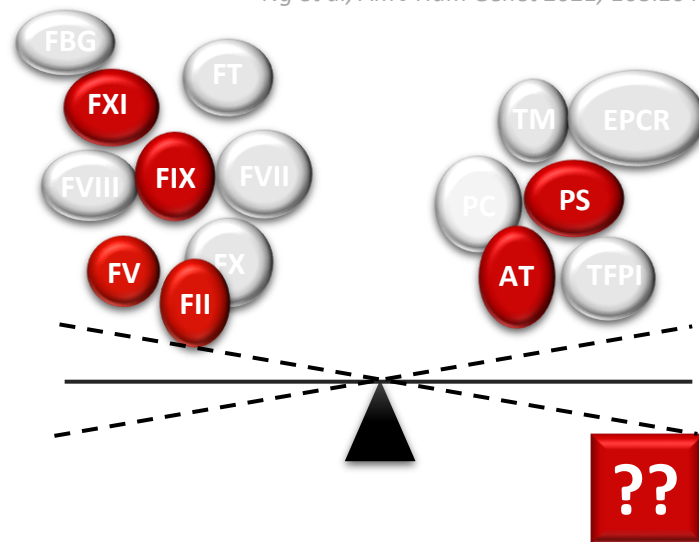 FBG
FT
FXI
TM
EPCR
FVIII
FIX
FVII
PC
PS
FV
FX
FII
AT
TFPI
??